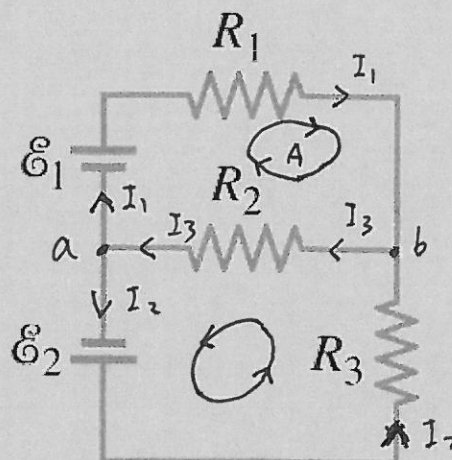 R₁
I₁
A
ℰ₁
I₁
R₂
I₃
I₃
a
b
I₂
ℰ₂
R₃
I₂